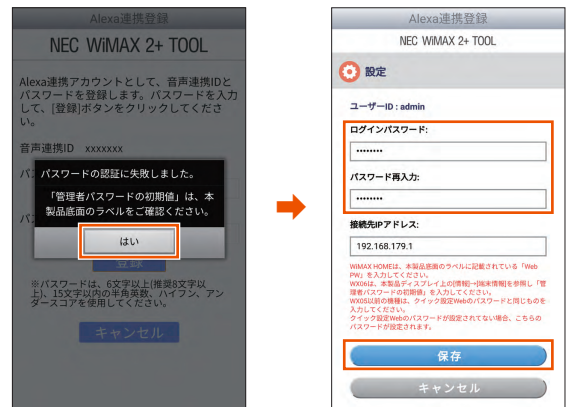 Alexa連携登録
NEC WiMAX 2+ TOOL
Alexa連携アカウントとして、音声連携IDと
パスワードを登録します。パスワードを入力
して、[登録]ボタンをクリックしてくださ
い。
音声連携ID xxxxxxx
パ
パスワードの認証に失敗しました。
「管理者パスワードの初期値」は、本
製品底面のラベルをご確認ください。
パ
はい
登録
※パスワードは、6文字以上(推奨8文字以
上)、15文字以内の半角英数、ハイフン、アン
ダースコアを使用してください。
キャンセル
Alexa連携登録
NEC WiMAX 2+ TOOL
設定
ユーザーID : admin
ログインパスワード:
••••••••
パスワード再入力:
••••••••
接続先IPアドレス:
192.168.179.1
WiMAX HOMEは、本製品底面のラベルに記載されている「Web
PW」を入力してください。
WX06は、本製品ディスプレイ上の[情報]→[端末情報]を参照し「管
理者パスワードの初期値」を入力してください。
WX05以前の機種は、クイック設定Webのパスワードと同じものを
入力してください。
クイック設定Webのパスワードが設定されてない場合、こちらの
パスワードが設定されます。
保存
キャンセル